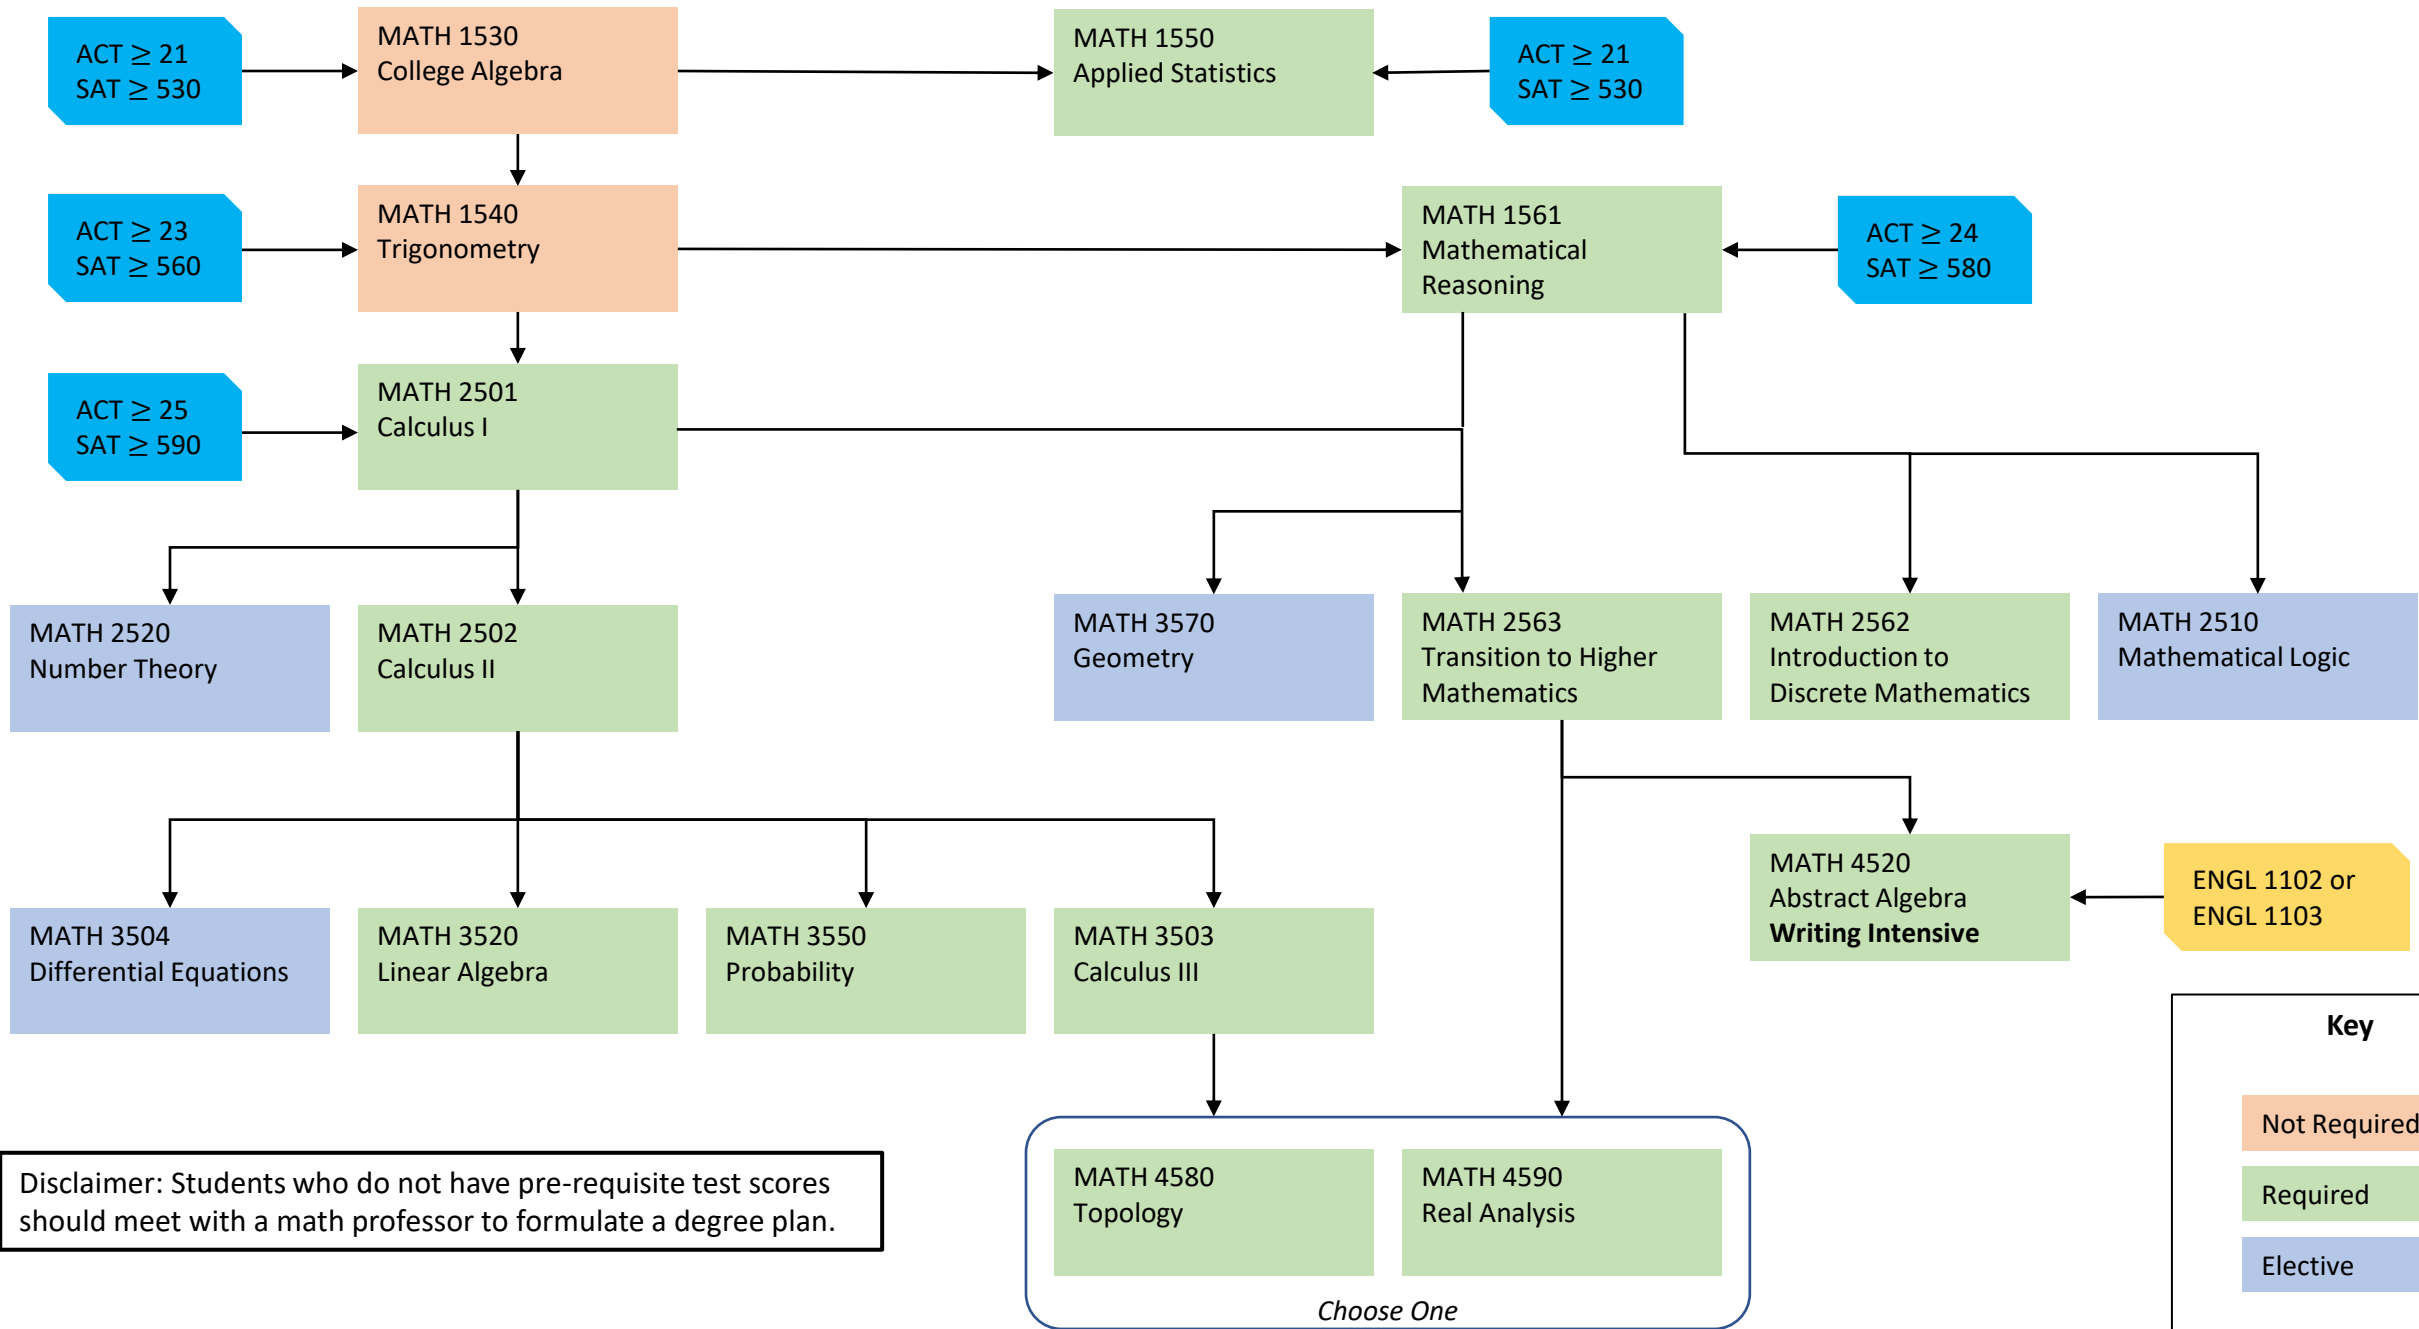 ACT ≥ 21
SAT ≥ 530
MATH 1530
College Algebra
MATH 1550
Applied Statistics
ACT ≥ 21
SAT ≥ 530
ACT ≥ 23
SAT ≥ 560
MATH 1540
Trigonometry
MATH 1561
Mathematical
Reasoning
ACT ≥ 24
SAT ≥ 580
ACT ≥ 25
SAT ≥ 590
MATH 2501
Calculus I
MATH 2520
Number Theory
MATH 2502
Calculus II
MATH 3570
Geometry
MATH 2563
Transition to Higher
Mathematics
MATH 2562
Introduction to
Discrete Mathematics
MATH 2510
Mathematical Logic
MATH 3504
Differential Equations
MATH 3520
Linear Algebra
MATH 3550
Probability
MATH 3503
Calculus III
MATH 4520
Abstract Algebra
Writing Intensive
ENGL 1102 or
ENGL 1103
Key
Not Required
Required
Elective
Disclaimer: Students who do not have pre-requisite test scores
should meet with a math professor to formulate a degree plan.
MATH 4580
Topology
MATH 4590
Real Analysis
Choose One